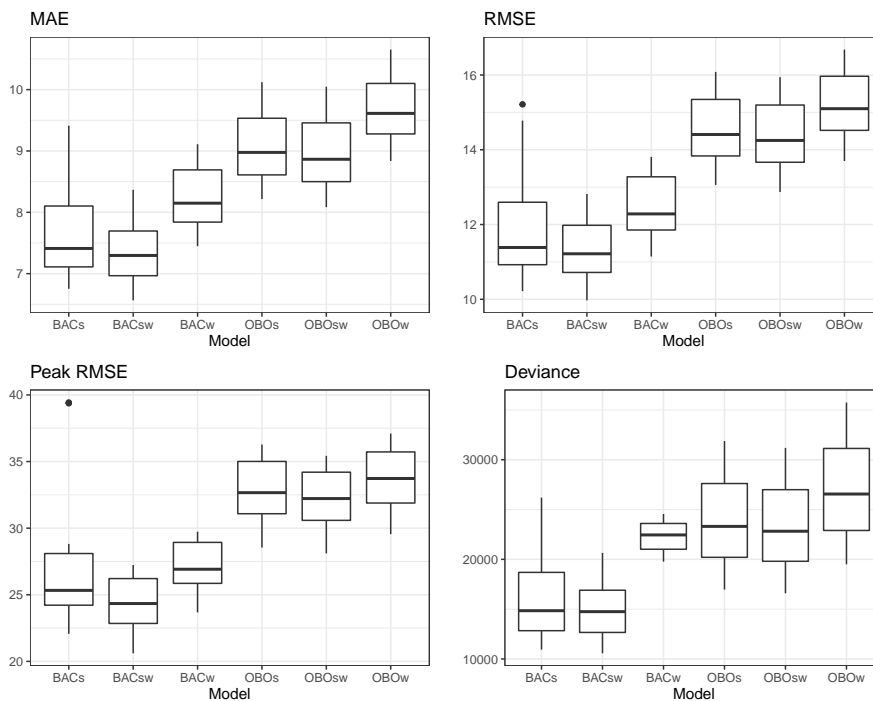 MAE
10
9
8
7
BACs BACsw BACw OBOs OBOsw OBOw
Model
RMSE
16
14
12
10
BACs BACsw BACw OBOs OBOsw OBOw
Model
Peak RMSE
40
35
30
25
20
BACs BACsw BACw OBOs OBOsw OBOw
Model
Deviance
30000
20000
10000
BACs BACsw BACw OBOs OBOsw OBOw
Model